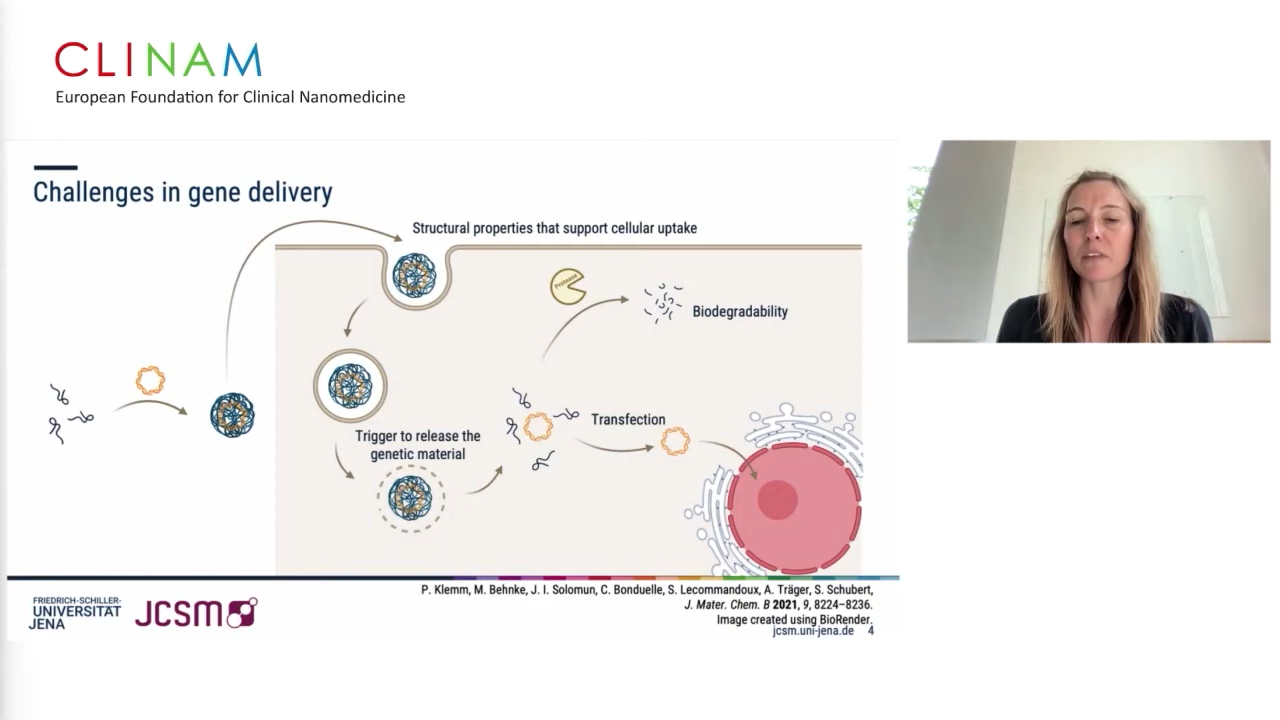 CLINAM
European Foundation for Clinical Nanomedicine
Challenges in gene delivery
Structural properties that support cellular uptake
Protease
Biodegradability
Transfection
Trigger to release the
genetic material
P. Klemm, M. Behnke, J. I. Solomun, C. Bonduelle, S. Lecommandoux, A. Träger, S. Schubert,
J. Mater. Chem. B 2021, 9, 8224–8236.
Image created using BioRender.
jcsm.uni-jena.de 4
FRIEDRICH-SCHILLER-
UNIVERSITÄT
JENA
JCSM